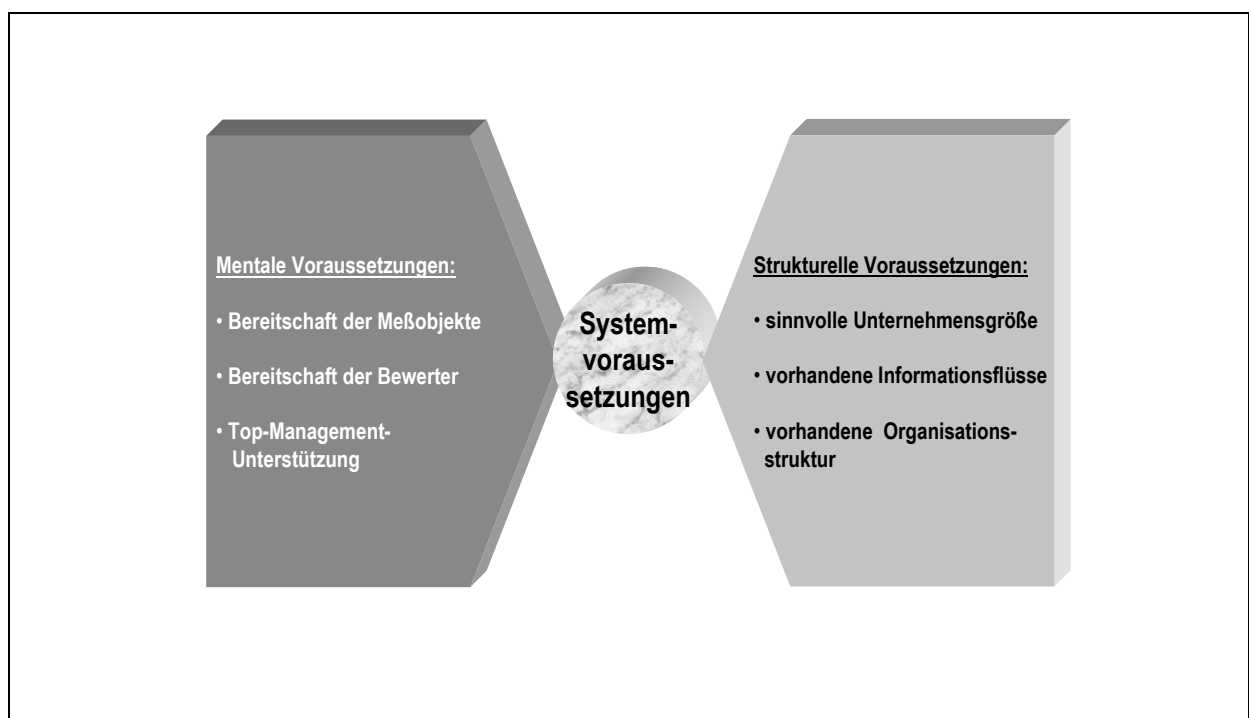 Mentale Voraussetzungen:
• Bereitschaft der Meßobjekte
• Bereitschaft der Bewerter
• Top-Management-
Unterstützung
System-
voraus-
setzungen
Strukturelle Voraussetzungen:
• sinnvolle Unternehmensgröße
• vorhandene Informationsflüsse
• vorhandene Organisations-
struktur